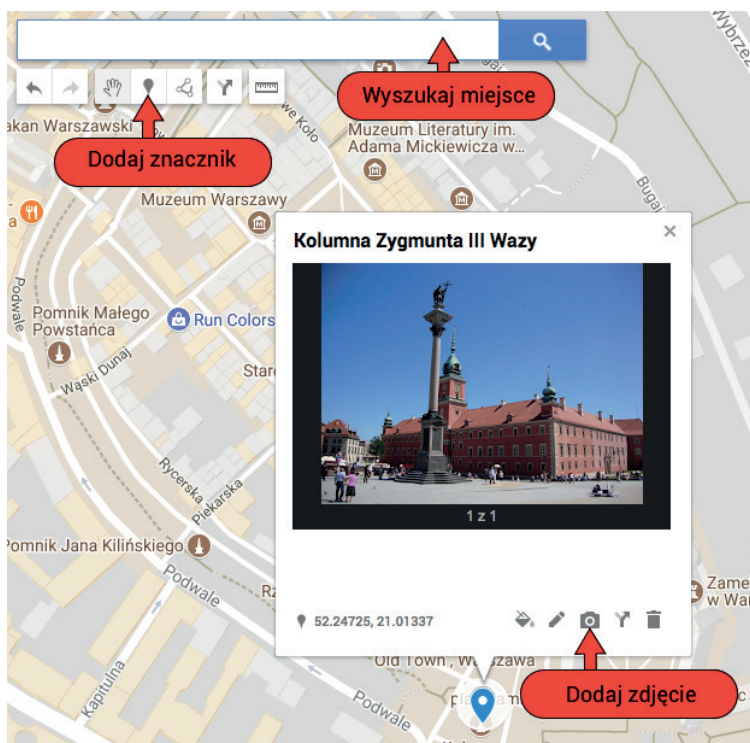 Wybrzeż
Wyszukaj miejsce
akan Warszawski
we Koło
Dodaj znacznik
Muzeum Literatury im.
Adama Mickiewicza w...
Bugaj
Muzeum Warszawy
a
Kolumna Zygmunta III Wazy
Podwale
Pomnik Małego
Powstańca
Run Colors
Wąski Dunaj
Stare
Rycerska
Piekarska
1 z 1
Pomnik Jana Kilińskiego
Podwale
Zame
w War
52.24725, 21.01337
Kapitulna
Old Town, Warszawa
Podwale
Dodaj zdjęcie